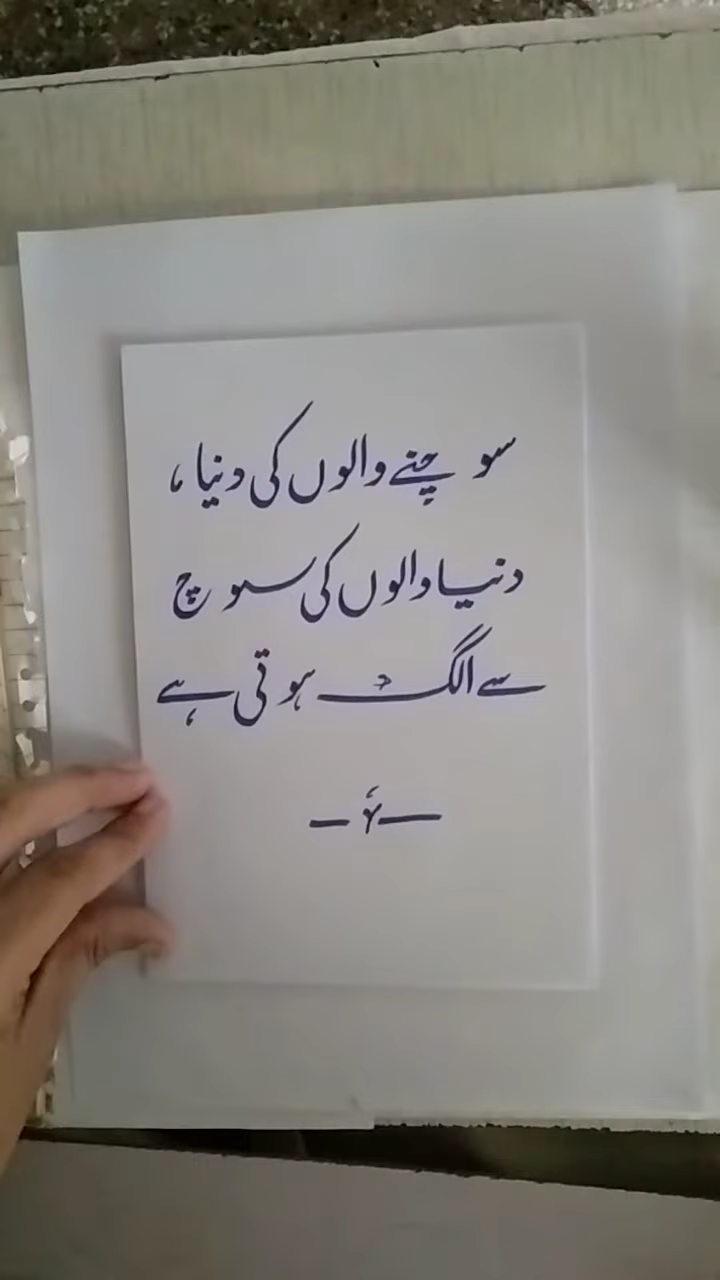 سوچنے والوں کی دنیا،
دنیا والوں کی سوچ
سے الگ ہوتی ہے